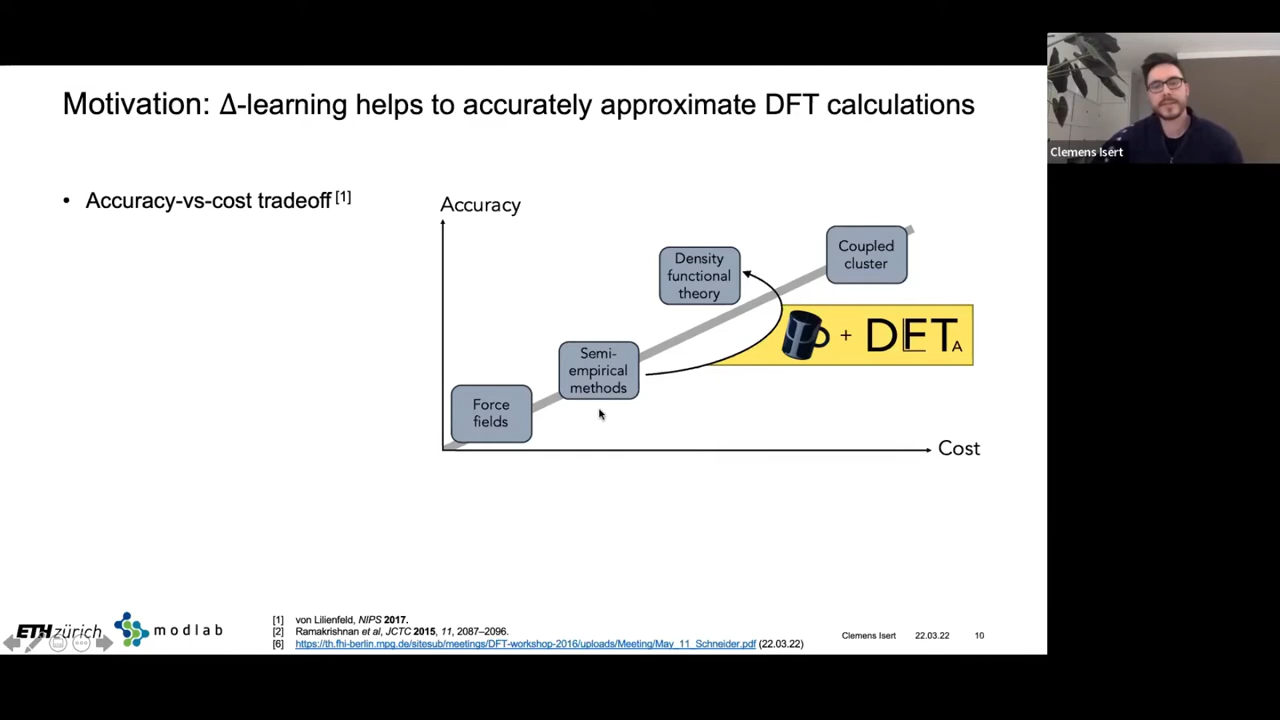 Motivation: Δ-learning helps to accurately approximate DFT calculations
Clemens Isert
• Accuracy-vs-cost tradeoff [1]
Accuracy
Density
functional
theory
Coupled
cluster
Semi-
empirical
methods
+ DFT A
Force
fields
Cost
ETH zürich
modlab
[1] von Lilienfeld, NIPS 2017.
[2] Ramakrishnan et al, JCTC 2015, 11, 2087–2096.
[6] https://th.fhi-berlin.mpg.de/sitesub/meetings/DFT-workshop-2016/uploads/Meeting/May_11_Schneider.pdf (22.03.22)
Clemens Isert 22.03.22 10